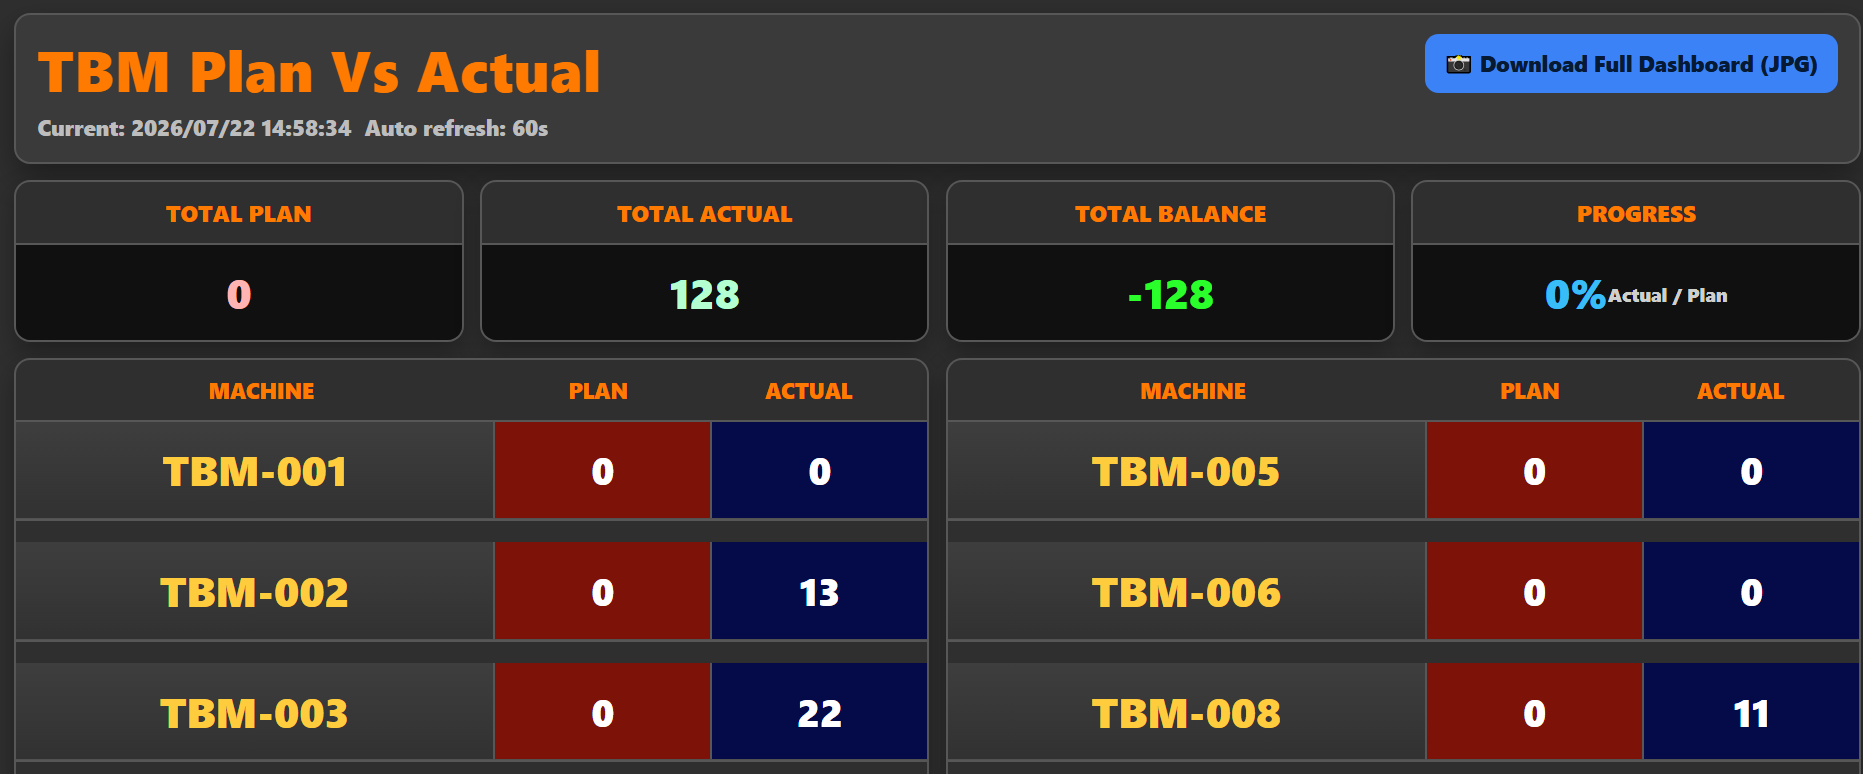 TBM Plan Vs Actual
Download Full Dashboard (JPG)
Current: 2026/07/22 14:58:34 Auto refresh: 60s
TOTAL PLAN
0
TOTAL ACTUAL
128
TOTAL BALANCE
-128
PROGRESS
0% Actual / Plan
MACHINE PLAN ACTUAL
TBM-001 0 0
TBM-002 0 13
TBM-003 0 22
MACHINE PLAN ACTUAL
TBM-005 0 0
TBM-006 0 0
TBM-008 0 11